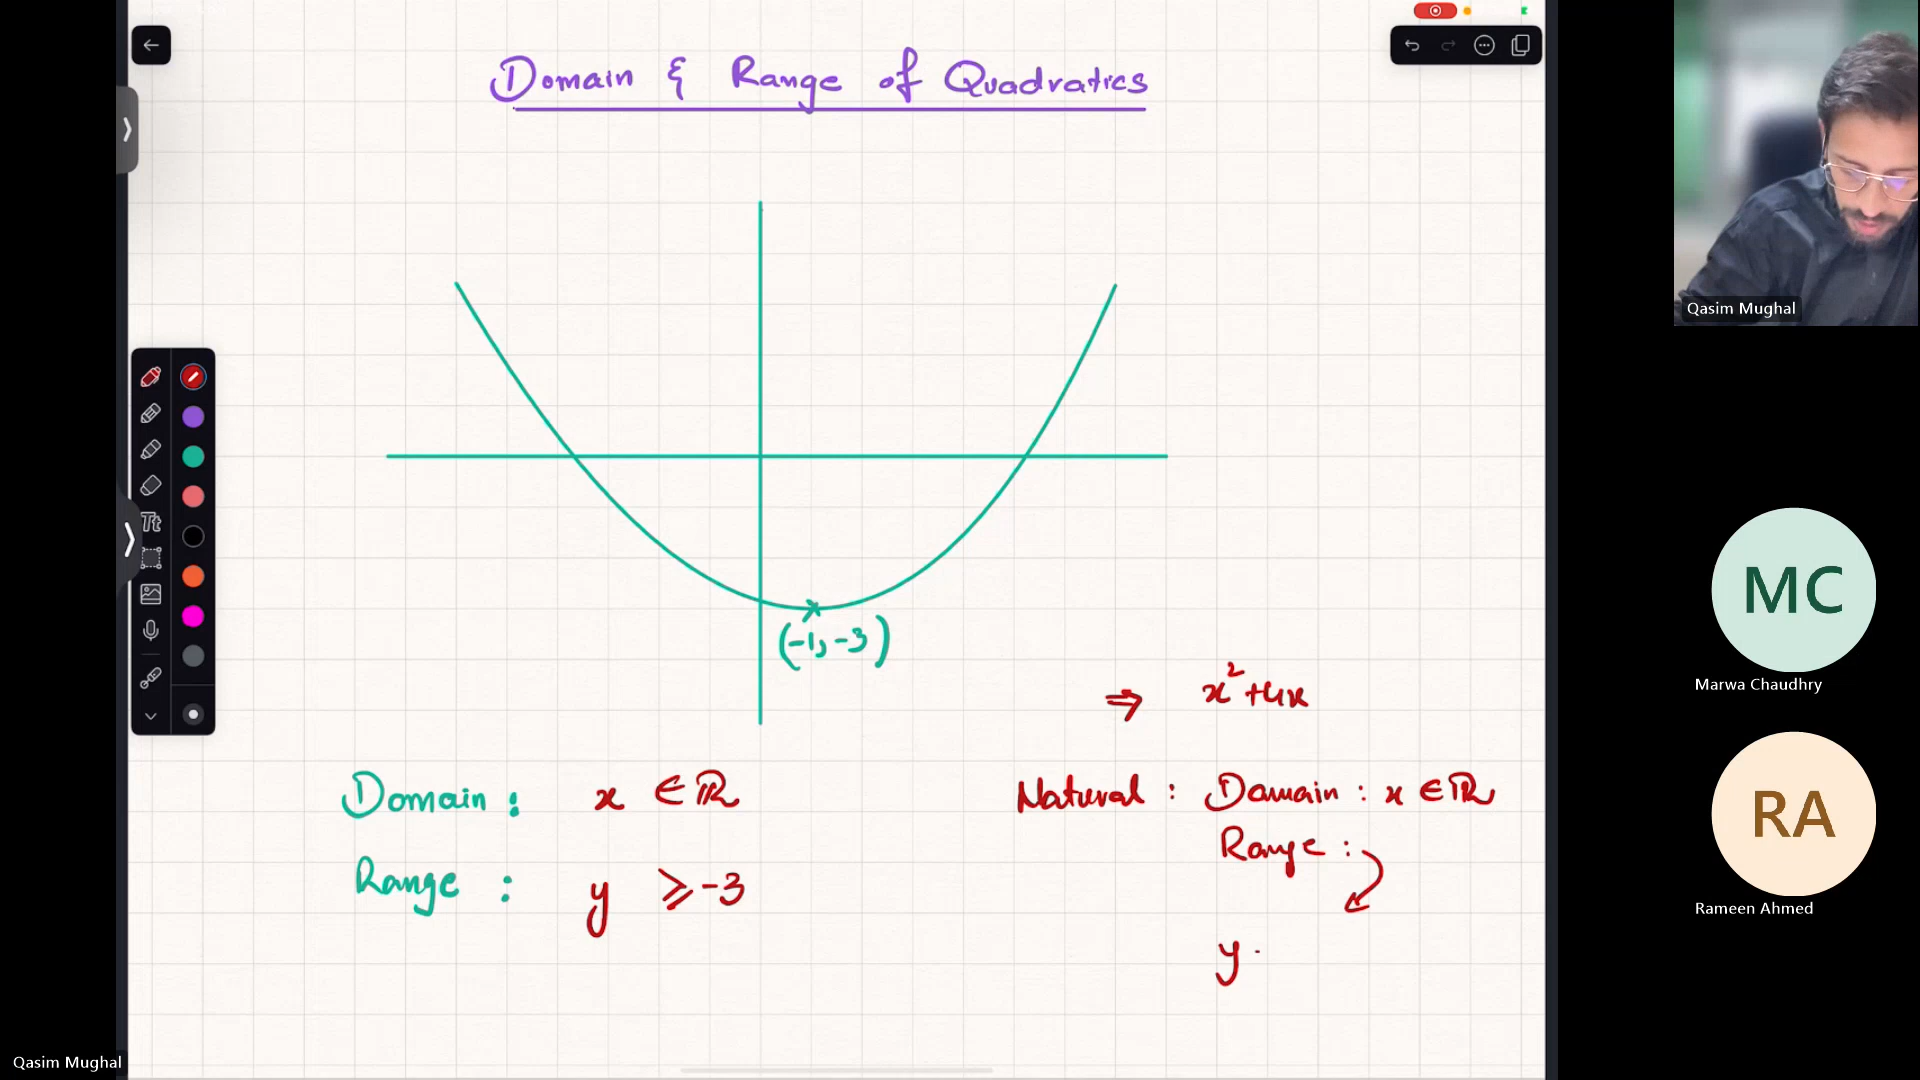 Domain & Range of Quadratics
(-1, -3)
⇒ x²+4x
Domain : x ∈ ℝ
Range : y ≥ -3
Natural : Domain : x ∈ ℝ
Range :
y
Tt
Qasim Mughal
MC
Marwa Chaudhry
RA
Rameen Ahmed
Qasim Mughal